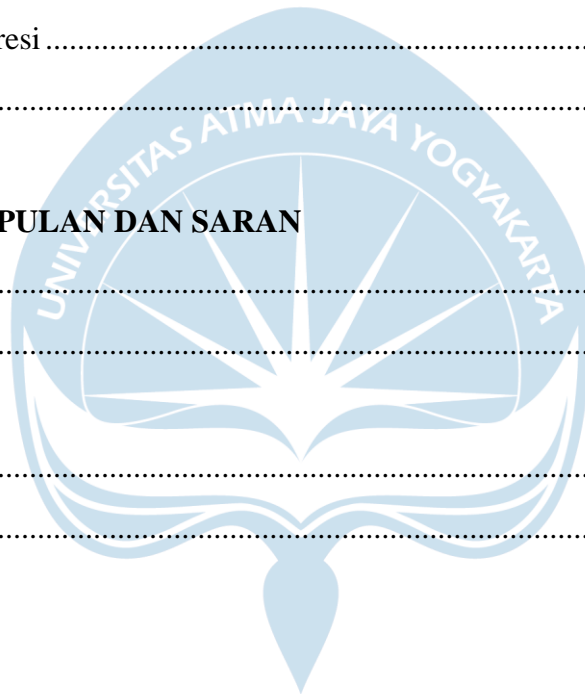 resi ..........................................................................
................................................................................
UNIVERSITAS ATMA JAYA YOGYAKARTA
PULAN DAN SARAN
................................................................................
................................................................................
................................................................................
................................................................................